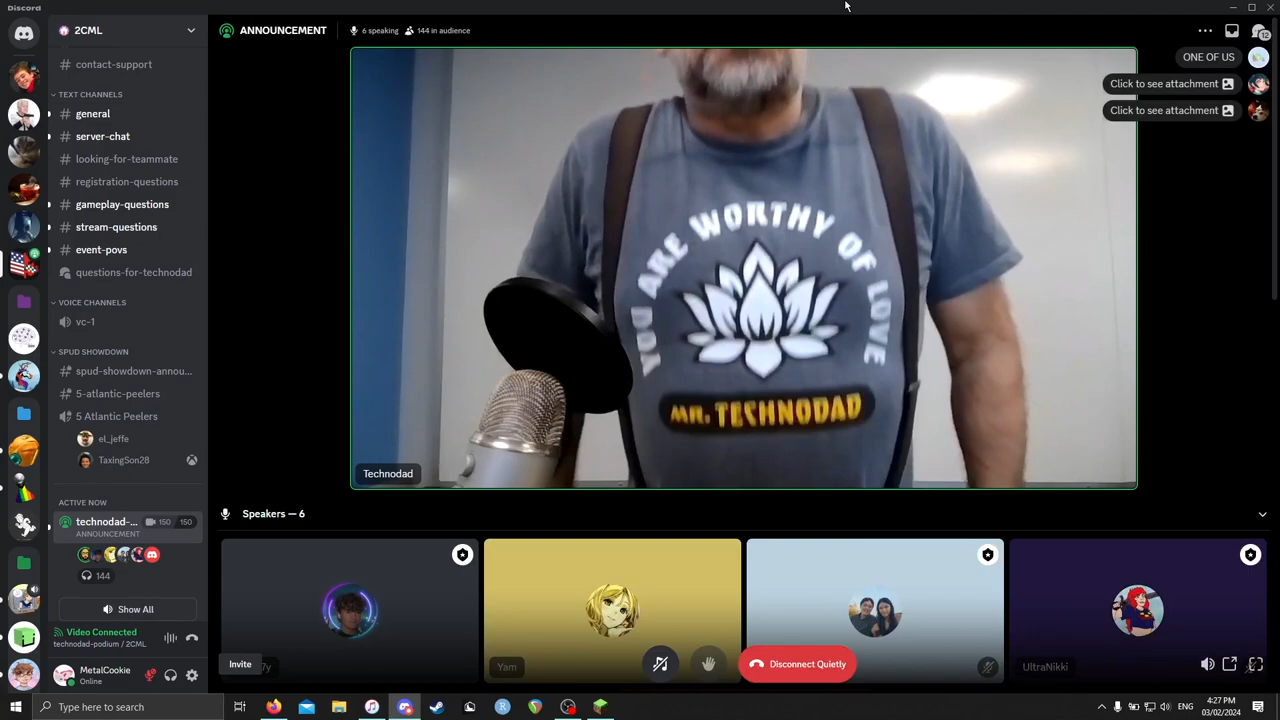 Discord
2CML
ANNOUNCEMENT
6 speaking
144 in audience
12
ONE OF US
Click to see attachment
Click to see attachment
contact-support
TEXT CHANNELS
general
server-chat
looking-for-teammate
registration-questions
gameplay-questions
stream-questions
event-povs
questions-for-technodad
VOICE CHANNELS
vc-1
SPUD SHOWDOWN
spud-showdown-annou...
5-atlantic-peelers
5 Atlantic Peelers
el_jeffe
TaxingSon28
ACTIVE NOW
technodad-... 150 150
ANNOUNCEMENT
144
Show All
Video Connected
technodad-podium / 2CML
MetalCookie
Online
YOU ARE WORTHY OF LOVE
MR. TECHNODAD
Technodad
Speakers — 6
Invite
7y
Yam
Disconnect Quietly
UltraNikki
Type here to search
4:27 PM
03/02/2024